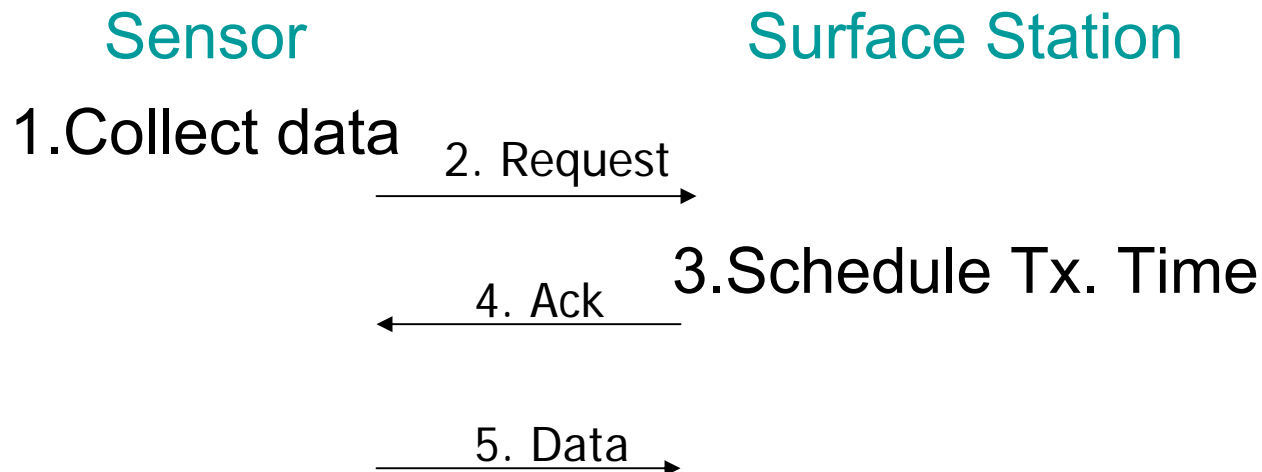 Sensor
Surface Station
1.Collect data
2. Request
3.Schedule Tx. Time
4. Ack
5. Data